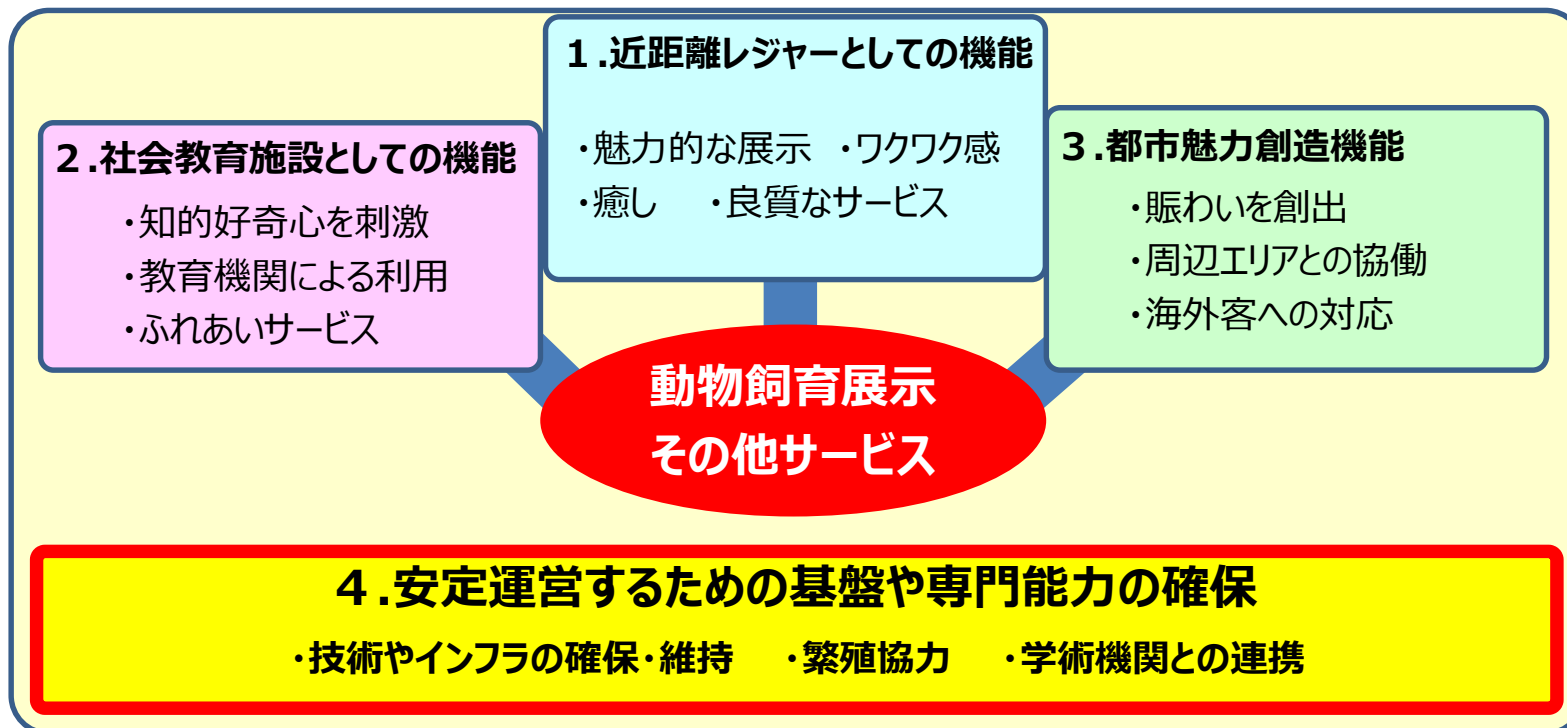 １.近距離レジャーとしての機能
・魅力的な展示　・ワクワク感
・癒し　・良質なサービス
２.社会教育施設としての機能
・知的好奇心を刺激
・教育機関による利用
・ふれあいサービス
３.都市魅力創造機能
・賑わいを創出
・周辺エリアとの協働
・海外客への対応
動物飼育展示
その他サービス
４.安定運営するための基盤や専門能力の確保
・技術やインフラの確保・維持　・繁殖協力　・学術機関との連携